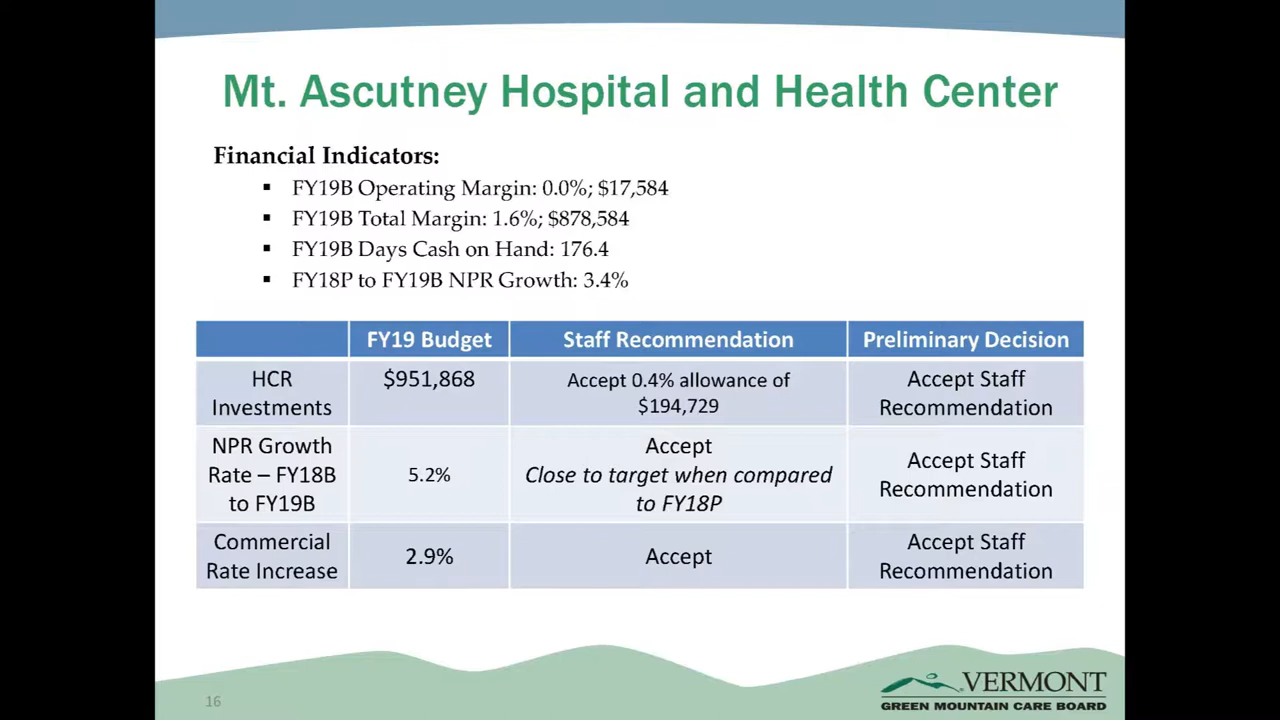 Mt. Ascutney Hospital and Health Center
Financial Indicators:
▪ FY19B Operating Margin: 0.0%; $17,584
▪ FY19B Total Margin: 1.6%; $878,584
▪ FY19B Days Cash on Hand: 176.4
▪ FY18P to FY19B NPR Growth: 3.4%
FY19 Budget Staff Recommendation Preliminary Decision
HCR
Investments
$951,868
Accept 0.4% allowance of
$194,729
Accept Staff
Recommendation
NPR Growth
Rate – FY18B
to FY19B
5.2%
Accept
Close to target when compared
to FY18P
Accept Staff
Recommendation
Commercial
Rate Increase
2.9%
Accept
Accept Staff
Recommendation
16
VERMONT
GREEN MOUNTAIN CARE BOARD